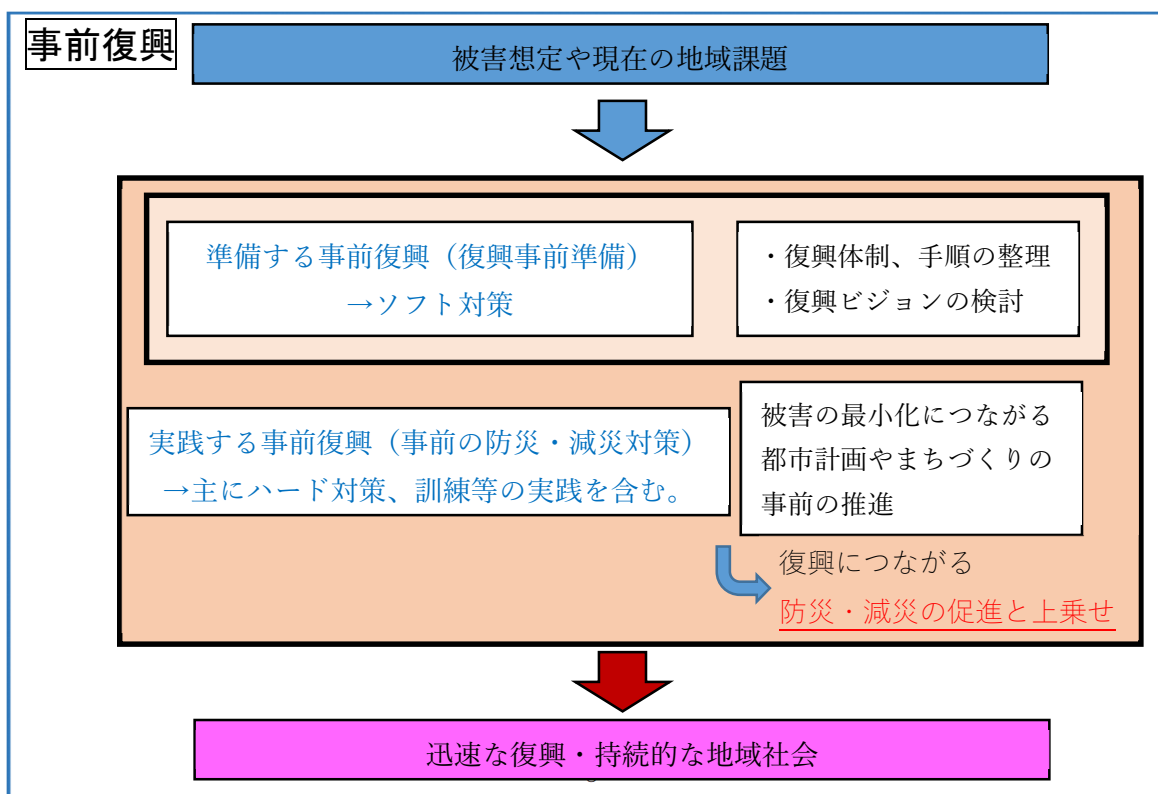 事前復興
被害想定や現在の地域課題
準備する事前復興（復興事前準備）
→ソフト対策
・復興体制、手順の整理
・復興ビジョンの検討
実践する事前復興（事前の防災・減災対策）
→主にハード対策、訓練等の実践を含む。
被害の最小化につながる
都市計画やまちづくりの
事前の推進
復興につながる
防災・減災の促進と上乗せ
迅速な復興・持続的な地域社会